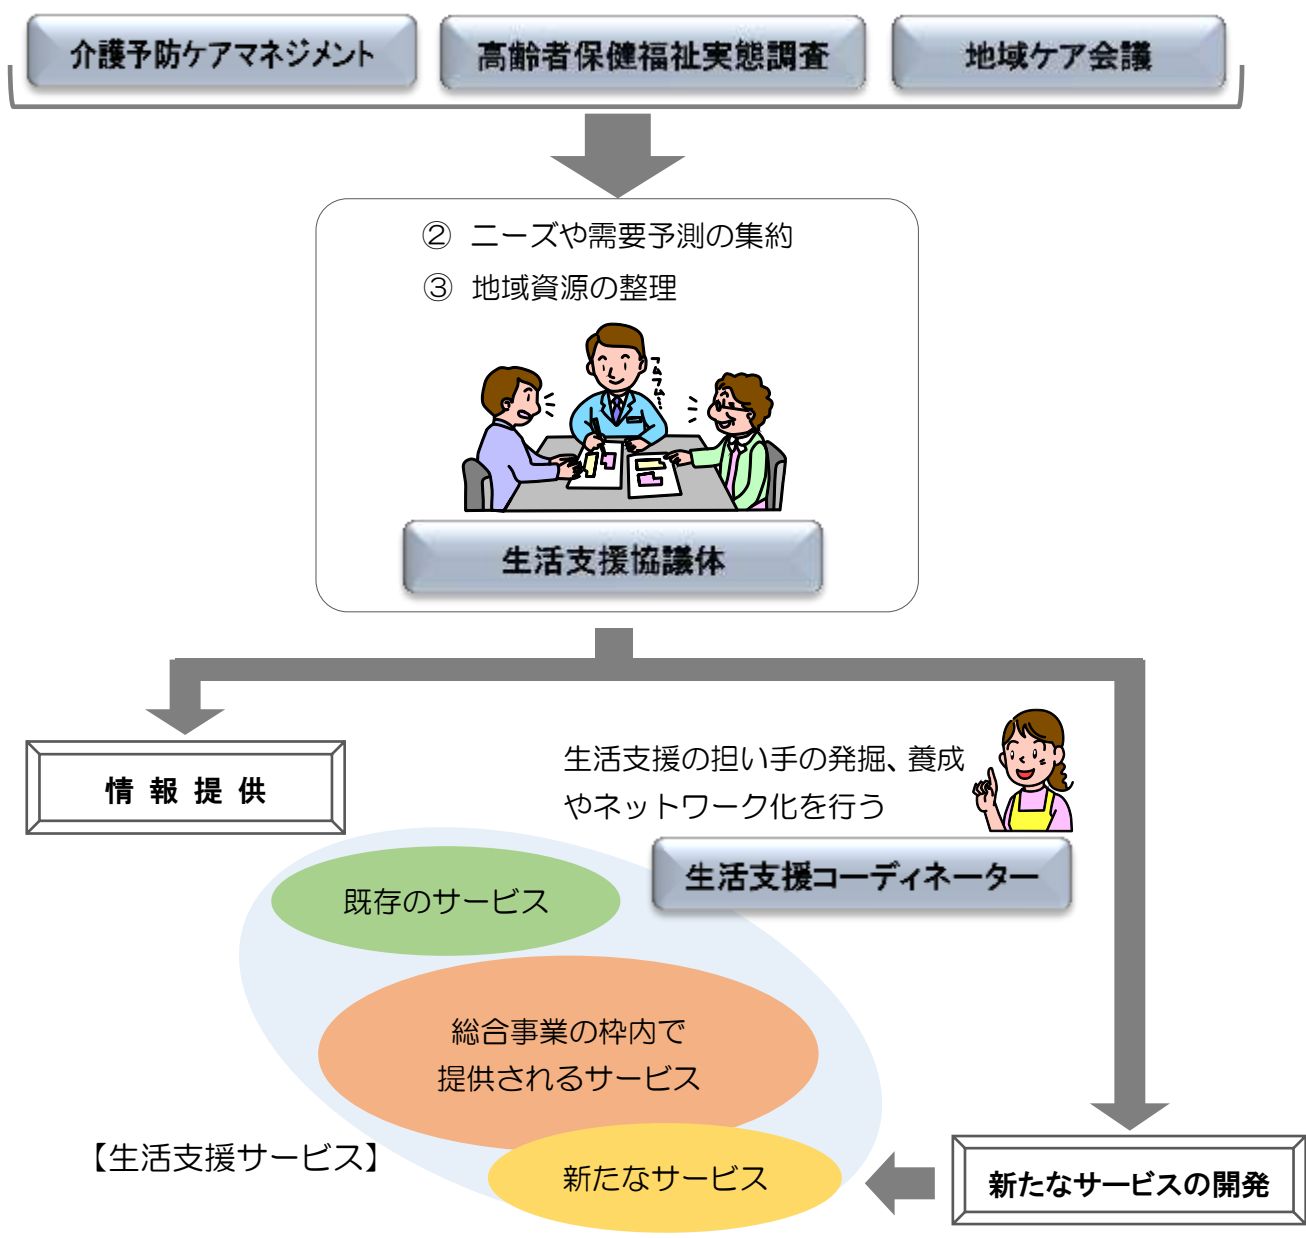 介護予防ケアマネジメント
高齢者保健福祉実態調査
地域ケア会議
② ニーズや需要予測の集約
③ 地域資源の整理
フムフム…
生活支援協議体
情報提供
生活支援の担い手の発掘、養成
やネットワーク化を行う
生活支援コーディネーター
既存のサービス
総合事業の枠内で
提供されるサービス
【生活支援サービス】
新たなサービス
新たなサービスの開発